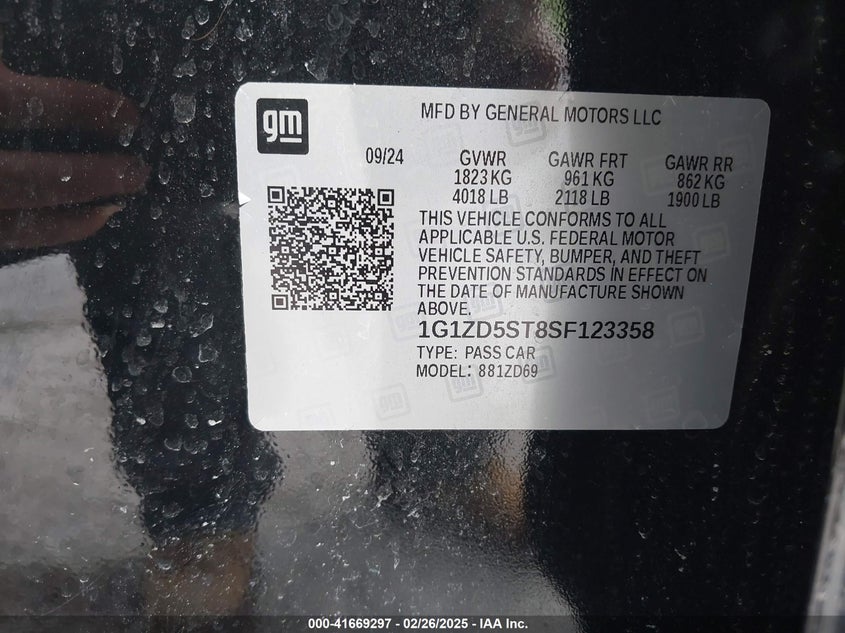 gm
MFD BY GENERAL MOTORS LLC
09/24 GVWR GAWR FRT GAWR RR
1823 KG 961 KG 862 KG
4018 LB 2118 LB 1900 LB
THIS VEHICLE CONFORMS TO ALL
APPLICABLE U.S. FEDERAL MOTOR
VEHICLE SAFETY, BUMPER, AND THEFT
PREVENTION STANDARDS IN EFFECT ON
THE DATE OF MANUFACTURE SHOWN
ABOVE.
1G1ZD5ST8SF123358
TYPE: PASS CAR
MODEL: 881ZD69
000-41669297 - 02/26/2025 - IAA Inc.